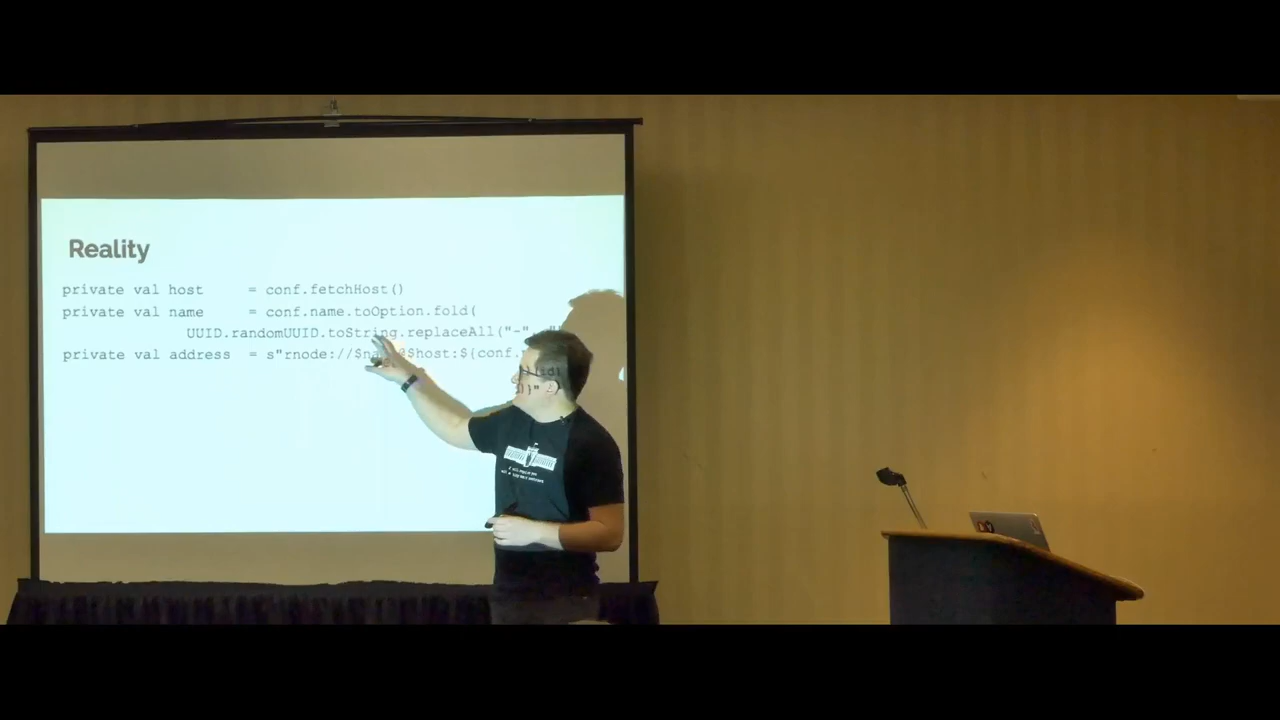 Reality
private val host = conf.fetchHost()
private val name = conf.name.toOption.fold(
UUID.randomUUID.toString.replaceAll("-",
private val address = s"rnode://$name@$host:${conf.